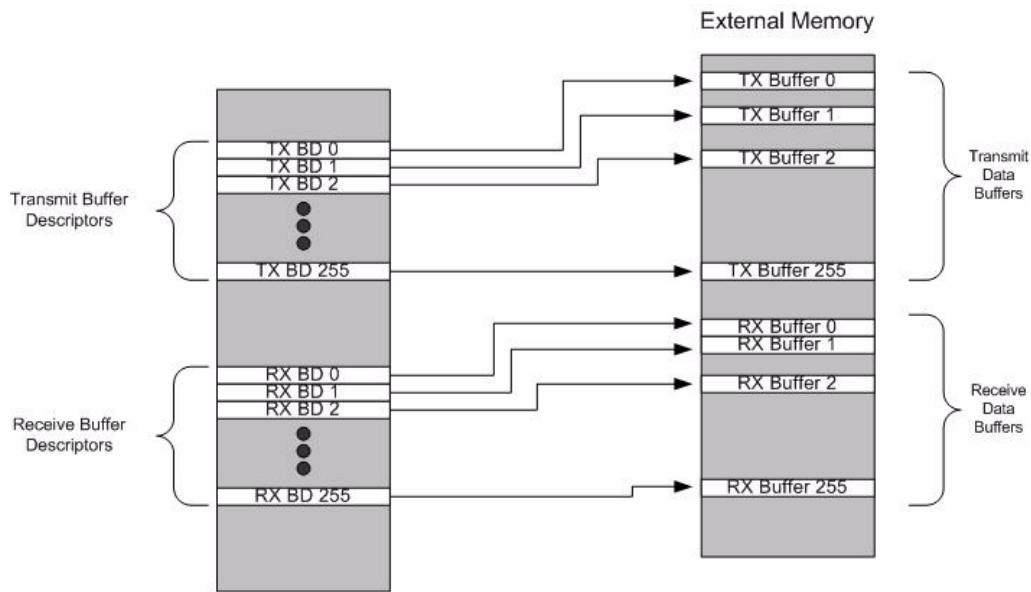 External Memory
Transmit Buffer
Descriptors
TX BD 0
TX BD 1
TX BD 2
TX BD 255
Receive Buffer
Descriptors
RX BD 0
RX BD 1
RX BD 2
RX BD 255
TX Buffer 0
TX Buffer 1
TX Buffer 2
TX Buffer 255
Transmit
Data
Buffers
RX Buffer 0
RX Buffer 1
RX Buffer 2
RX Buffer 255
Receive
Data
Buffers